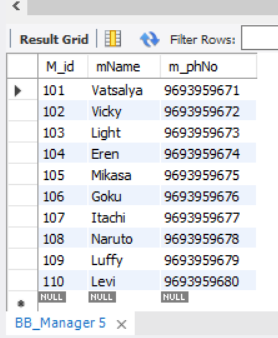 Result Grid Filter Rows:
M_id mName m_phNo
101 Vatsalya 9693959671
102 Vicky 9693959672
103 Light 9693959673
104 Eren 9693959674
105 Mikasa 9693959675
106 Goku 9693959676
107 Itachi 9693959677
108 Naruto 9693959678
109 Luffy 9693959679
110 Levi 9693959680
NULL NULL NULL
BB_Manager 5 ×